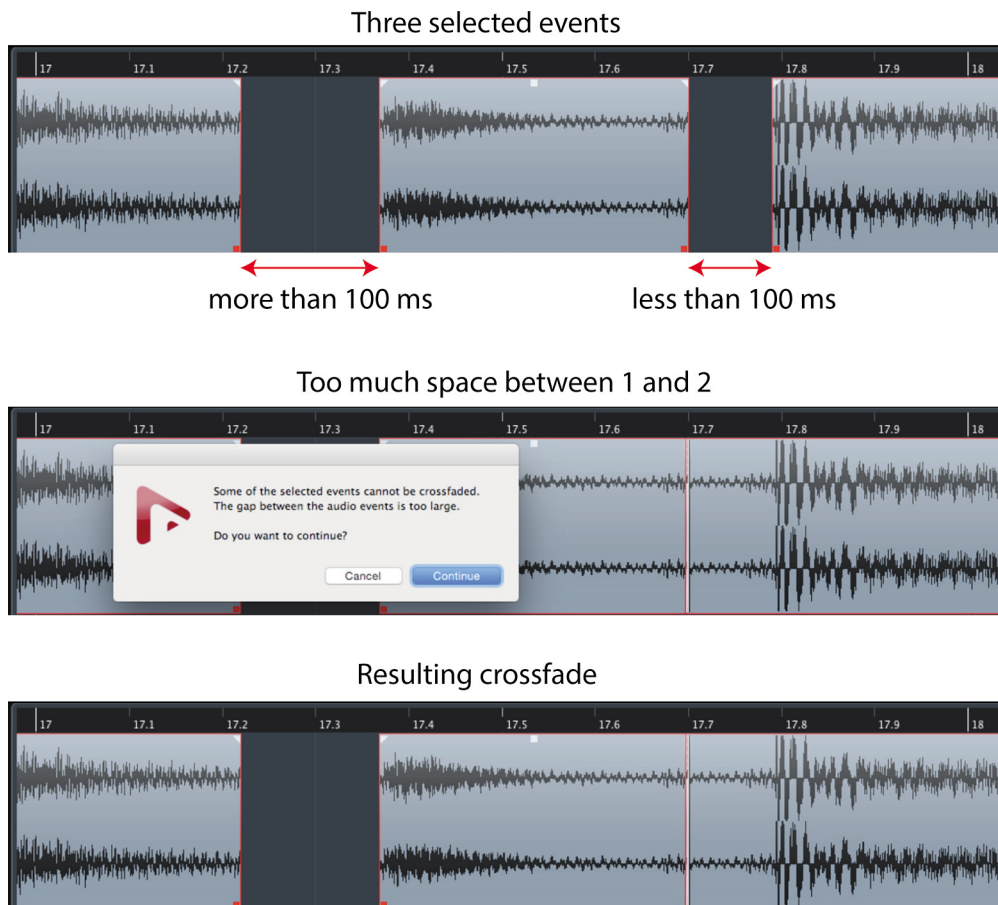 Three selected events
17 17.1 17.2 17.3 17.4 17.5 17.6 17.7 17.8 17.9 18
more than 100 ms less than 100 ms
Too much space between 1 and 2
17 17.1 17.2 17.3 17.4 17.5 17.6 17.7 17.8 17.9 18
Some of the selected events cannot be crossfaded.
The gap between the audio events is too large.
Do you want to continue?
Cancel Continue
Resulting crossfade
17 17.1 17.2 17.3 17.4 17.5 17.6 17.7 17.8 17.9 18